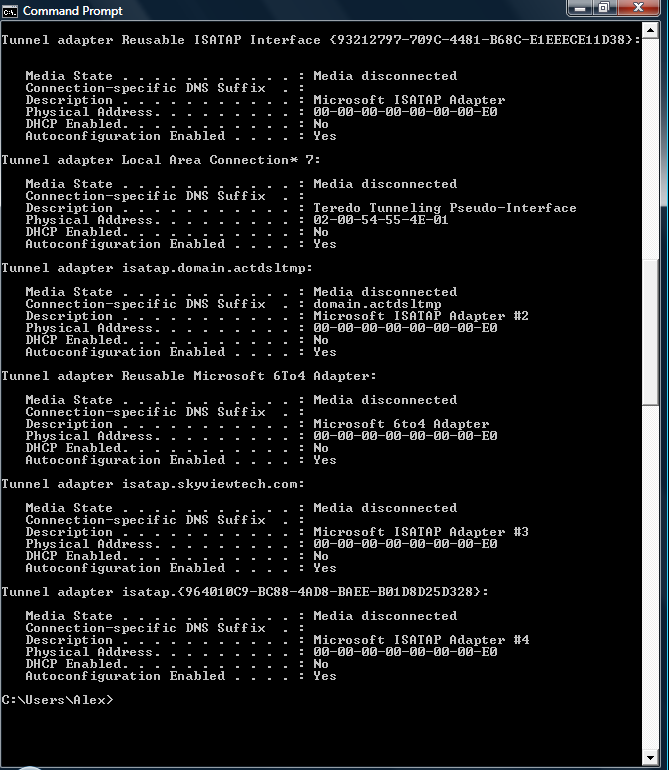 Command Prompt
Tunnel adapter Reusable ISATAP Interface {93212797-709C-4481-B68C-E1EEECE11D38}:
Media State . . . . . . . . . . . : Media disconnected
Connection-specific DNS Suffix  . :
Description . . . . . . . . . . . : Microsoft ISATAP Adapter
Physical Address. . . . . . . . . : 00-00-00-00-00-00-00-E0
DHCP Enabled. . . . . . . . . . . : No
Autoconfiguration Enabled . . . . : Yes
Tunnel adapter Local Area Connection* 7:
Media State . . . . . . . . . . . : Media disconnected
Connection-specific DNS Suffix  . :
Description . . . . . . . . . . . : Teredo Tunneling Pseudo-Interface
Physical Address. . . . . . . . . : 02-00-54-55-4E-01
DHCP Enabled. . . . . . . . . . . : No
Autoconfiguration Enabled . . . . : Yes
Tunnel adapter isatap.domain.actdsltmp:
Media State . . . . . . . . . . . : Media disconnected
Connection-specific DNS Suffix  . : domain.actdsltmp
Description . . . . . . . . . . . : Microsoft ISATAP Adapter #2
Physical Address. . . . . . . . . : 00-00-00-00-00-00-00-E0
DHCP Enabled. . . . . . . . . . . : No
Autoconfiguration Enabled . . . . : Yes
Tunnel adapter Reusable Microsoft 6To4 Adapter:
Media State . . . . . . . . . . . : Media disconnected
Connection-specific DNS Suffix  . :
Description . . . . . . . . . . . : Microsoft 6to4 Adapter
Physical Address. . . . . . . . . : 00-00-00-00-00-00-00-E0
DHCP Enabled. . . . . . . . . . . : No
Autoconfiguration Enabled . . . . : Yes
Tunnel adapter isatap.skyviewtech.com:
Media State . . . . . . . . . . . : Media disconnected
Connection-specific DNS Suffix  . :
Description . . . . . . . . . . . : Microsoft ISATAP Adapter #3
Physical Address. . . . . . . . . : 00-00-00-00-00-00-00-E0
DHCP Enabled. . . . . . . . . . . : No
Autoconfiguration Enabled . . . . : Yes
Tunnel adapter isatap.{964010C9-BC88-4AD8-BAEE-B01D8D25D328}:
Media State . . . . . . . . . . . : Media disconnected
Connection-specific DNS Suffix  . :
Description . . . . . . . . . . . : Microsoft ISATAP Adapter #4
Physical Address. . . . . . . . . : 00-00-00-00-00-00-00-E0
DHCP Enabled. . . . . . . . . . . : No
Autoconfiguration Enabled . . . . : Yes
C:\Users\Alex>